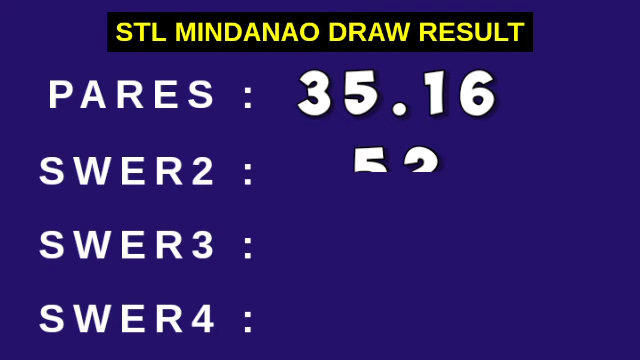 STL MINDANAO DRAW RESULT
PARES : 35.16
SWER2 :
SWER3 :
SWER4 :